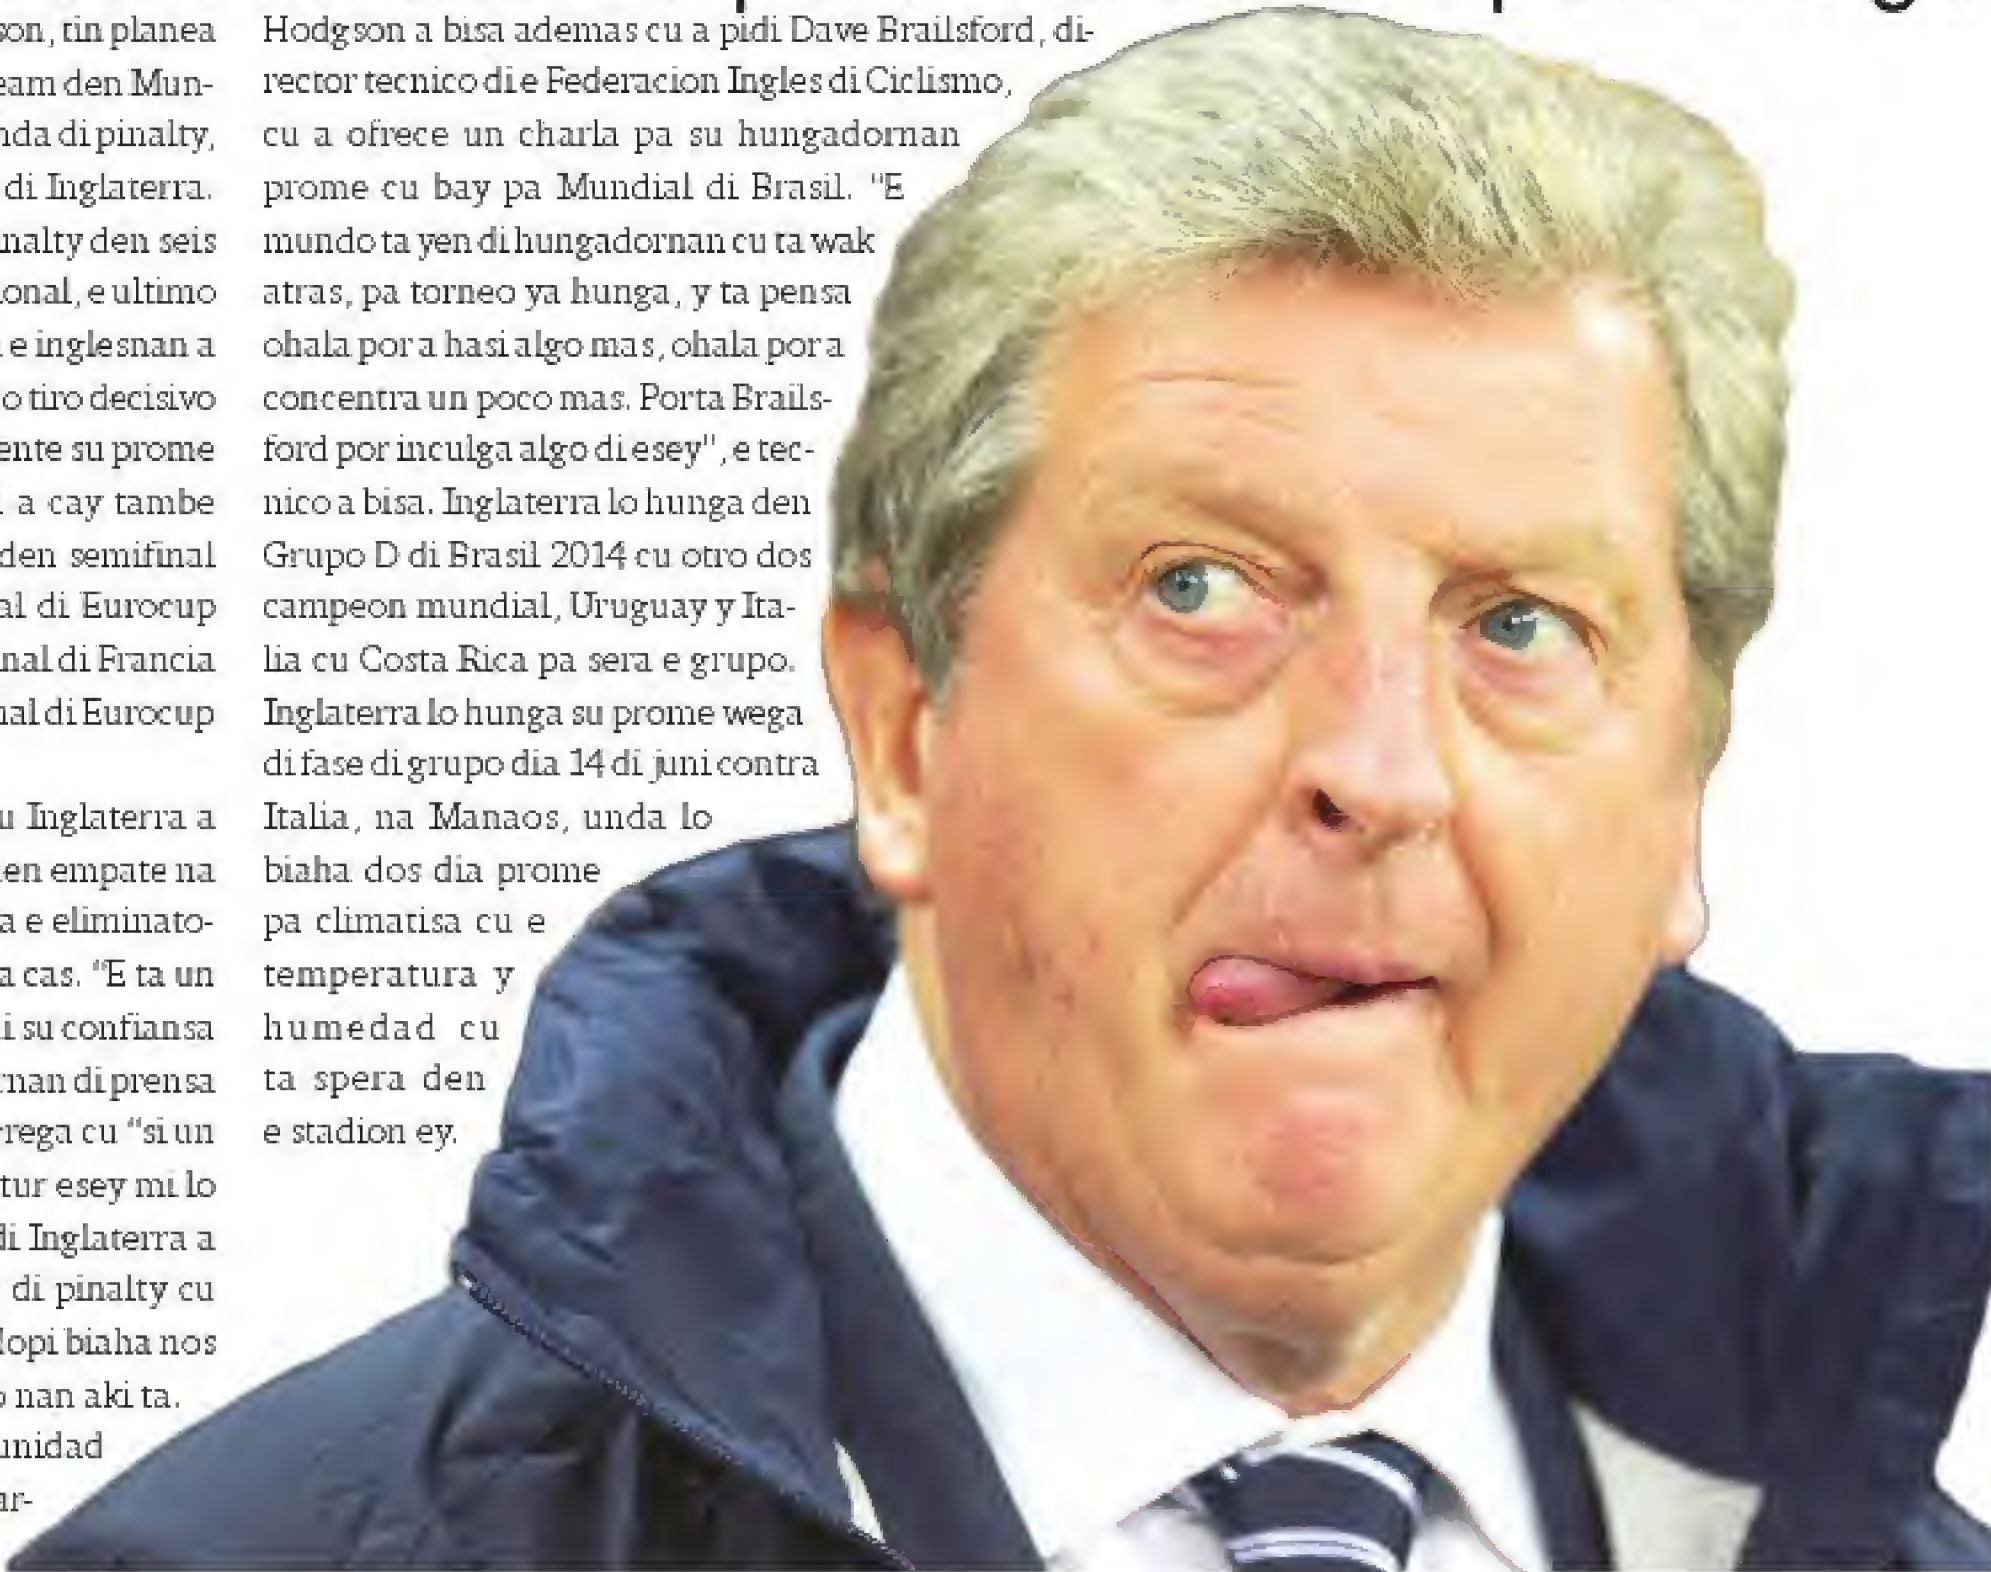 son, tin planea
eam den Mun-
nda di pinalty,
di Inglaterra.
nalty den seis
ional, e ultimo
e inglesnan a
o tiro decisivo
ente su prome
a cay tambe
den semifinal
al di Eurocup
nal di Francia
nal di Eurocup
u Inglaterra a
en empate na
a e eliminato-
a cas. "E ta un
i su confiansa
rnan di prensa
rega cu "si un
tur esey mi lo
di Inglaterra a
di pinalty cu
lopi biaha nos
nan aki ta.
unidad
ar-
Hodgson a bisa ademas cu a pidi Dave Brailsford, di-
rector tecnico di e Federacion Ingles di Ciclismo,
cu a ofrece un charla pa su hungadornan
prome cu bay pa Mundial di Brasil. "E
mundo ta yen di hungadornan cu ta wak
atras, pa torneo ya hunga, y ta pensa
ohala por a hasi algo mas, ohala por a
concentra un poco mas. Porta Brails-
ford por inculga algo di esey", e tec-
nico a bisa. Inglaterra lo hunga den
Grupo D di Brasil 2014 cu otro dos
campeon mundial, Uruguay y Ita-
lia cu Costa Rica pa sera e grupo.
Inglaterra lo hunga su prome wega
di fase di grupo dia 14 di juni contra
Italia, na Manaos, unda lo
biaha dos dia prome
pa climatisa cu e
temperatura y
humedad cu
ta spera den
e stadion ey.